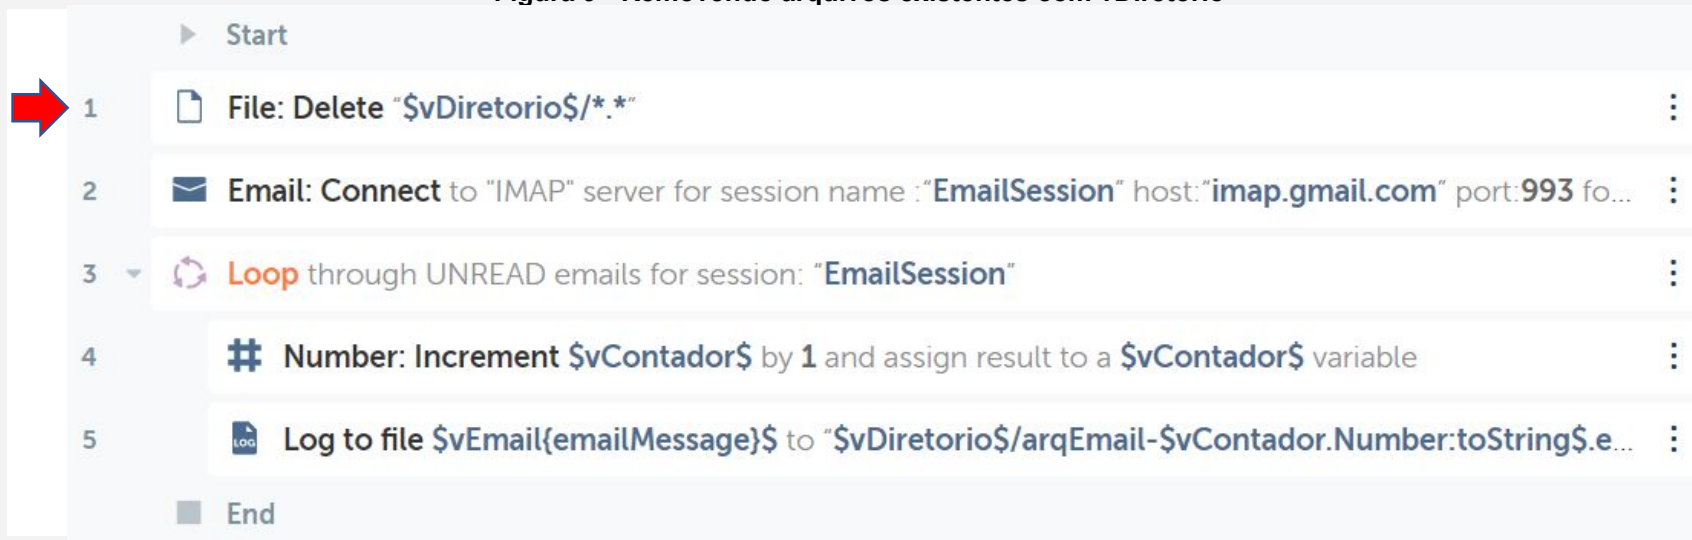 Start
1 File: Delete "$vDiretorio$/*.*"
2 Email: Connect to "IMAP" server for session name :"EmailSession" host:"imap.gmail.com" port:993 fo...
3 Loop through UNREAD emails for session: "EmailSession"
4 Number: Increment $vContador$ by 1 and assign result to a $vContador$ variable
5 LOG Log to file $vEmail{emailMessage}$ to "$vDiretorio$/arqEmail-$vContador.Number:toString$.e...
End